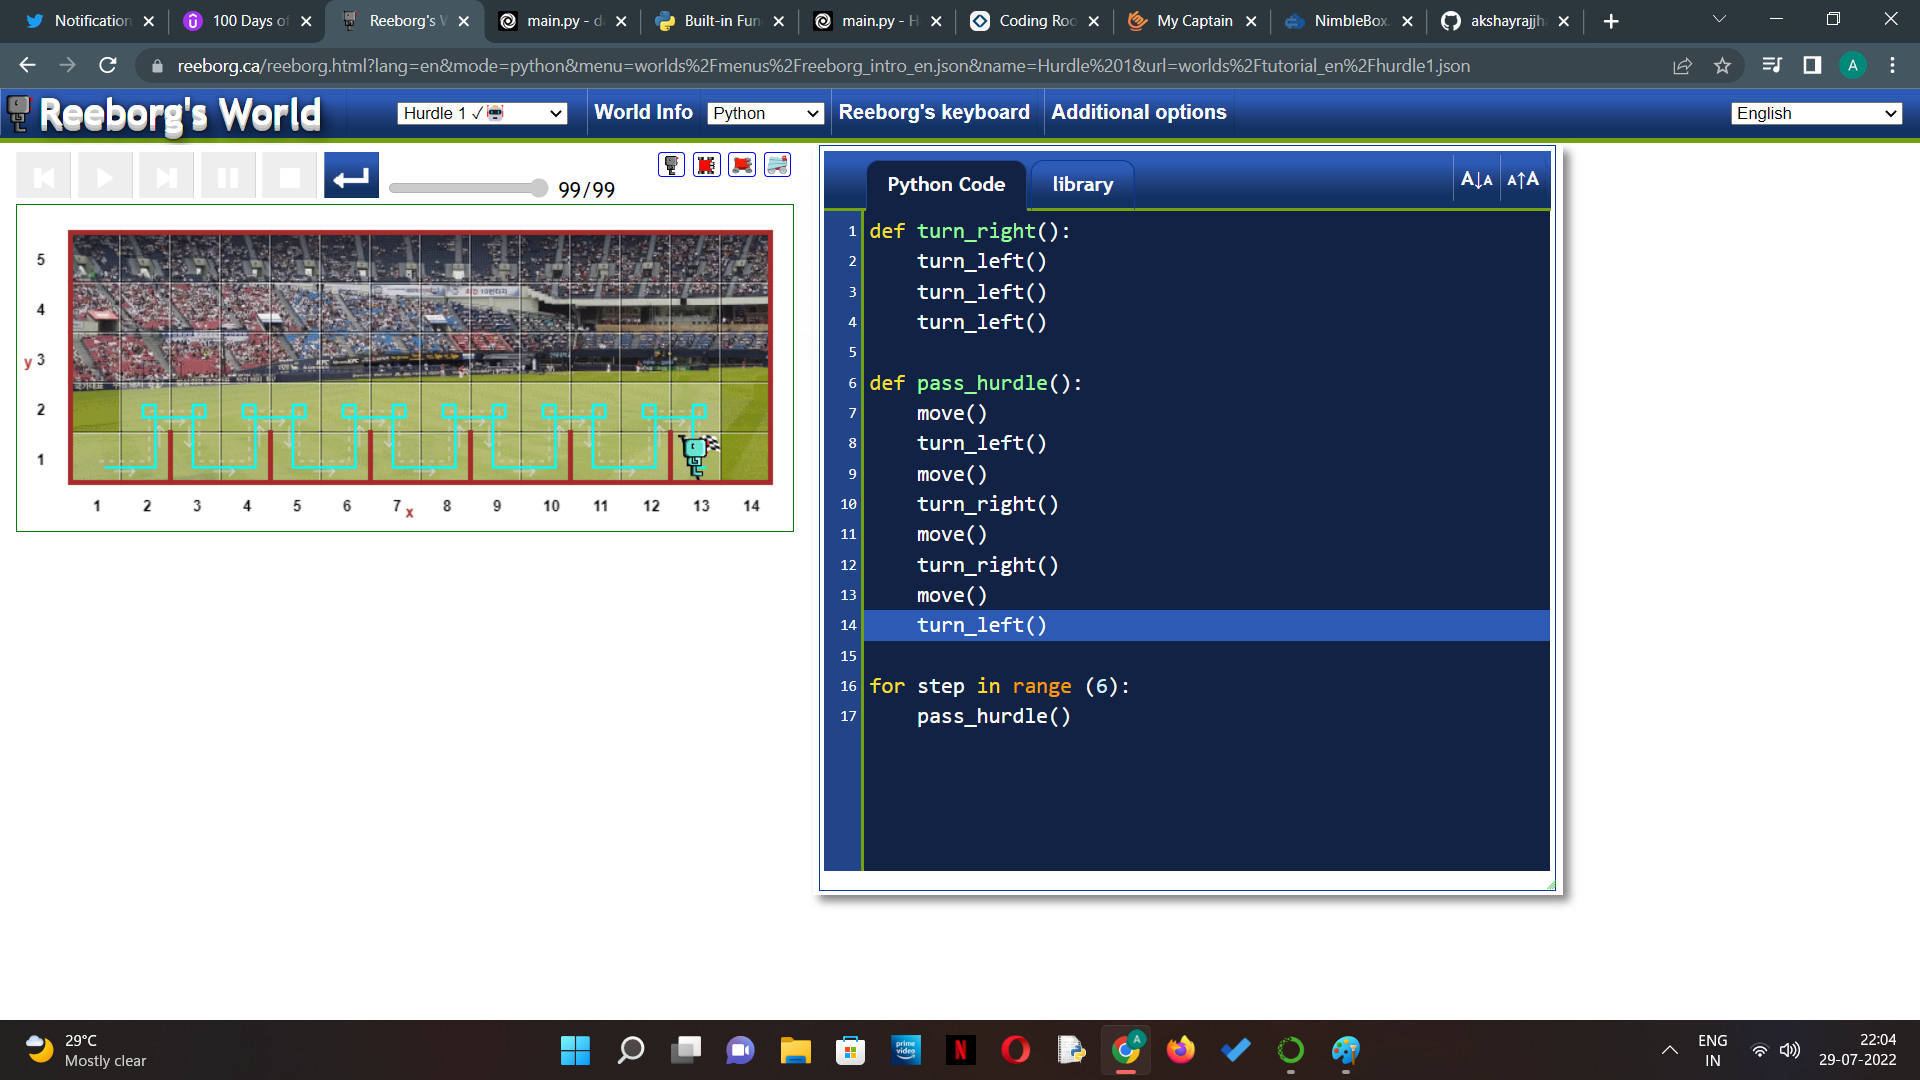 Notification
100 Days of
Reeborg's W
main.py - d
Built-in Fun
main.py - H
Coding Roo
My Captain
NimbleBox.
akshayrajjh
reeborg.ca/reeborg.html?lang=en&mode=python&menu=worlds%2Fmenus%2Freeborg_intro_en.json&name=Hurdle%201&url=worlds%2Ftutorial_en%2Fhurdle1.json
A
Reeborg's World
Hurdle 1 ✓
World Info
Python
Reeborg's keyboard
Additional options
English
99/99
Python Code
library
A↓A
A↑A
1 def turn_right():
2 turn_left()
3 turn_left()
4 turn_left()
5
6 def pass_hurdle():
7 move()
8 turn_left()
9 move()
10 turn_right()
11 move()
12 turn_right()
13 move()
14 turn_left()
15
16 for step in range (6):
17 pass_hurdle()
5
4
y 3
2
1
1 2 3 4 5 6 7 8 9 10 11 12 13 14
x
29°C
Mostly clear
prime video
N
A
ENG
IN
22:04
29-07-2022